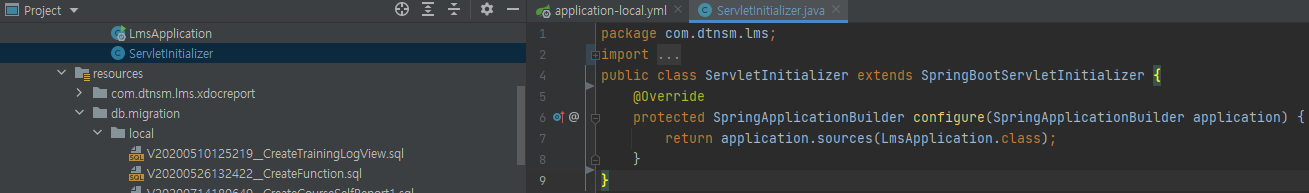 Project
LmsApplication
ServletInitializer
resources
com.dtnsm.lms.xdocreport
db.migration
local
V20200510125219__CreateTrainingLogView.sql
V20200526132422__CreateFunction.sql
application-local.yml
ServletInitializer.java
1 package com.dtnsm.lms;
2 import ...
4 public class ServletInitializer extends SpringBootServletInitializer {
5 @Override
6 protected SpringApplicationBuilder configure(SpringApplicationBuilder application) {
7 return application.sources(LmsApplication.class);
8 }
9 }